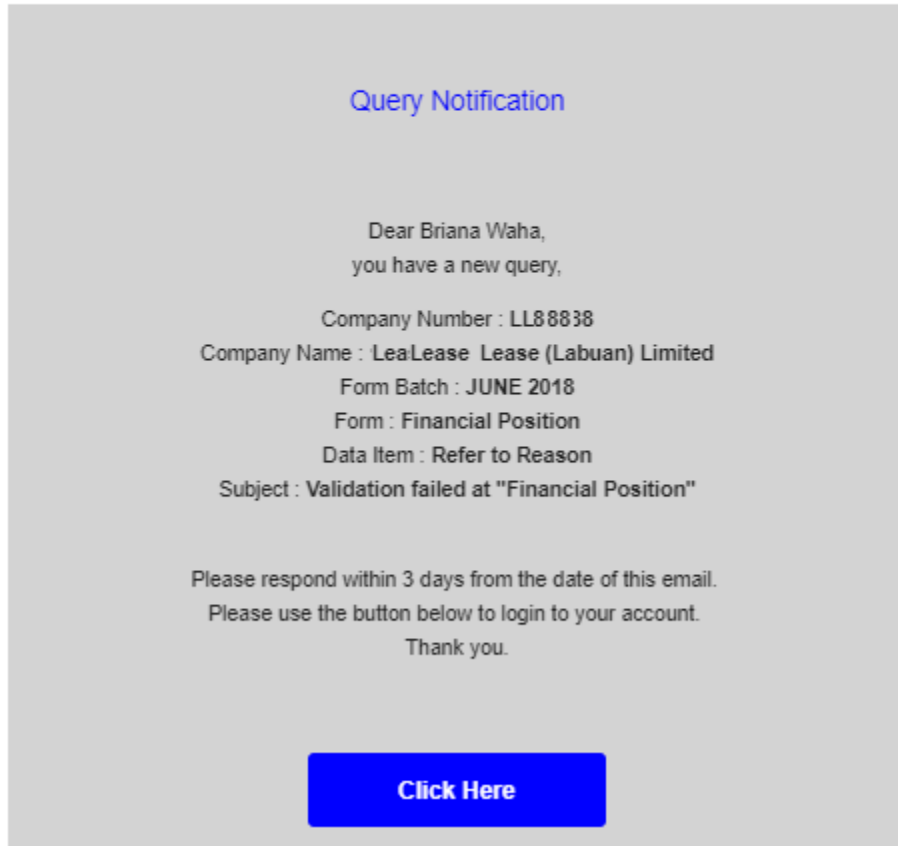 Query Notification
Dear Briana Waha,
you have a new query,
Company Number : LL88838
Company Name : LeaLease Lease (Labuan) Limited
Form Batch : JUNE 2018
Form : Financial Position
Data Item : Refer to Reason
Subject : Validation failed at "Financial Position"
Please respond within 3 days from the date of this email.
Please use the button below to login to your account.
Thank you.
Click Here